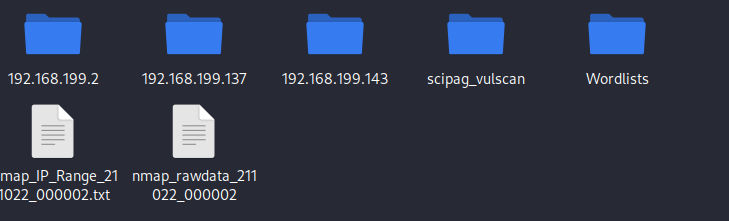 192.168.199.2
192.168.199.137
192.168.199.143
scipag_vulscan
Wordlists
nmap_IP_Range_21
1022_000002.txt
nmap_rawdata_211
022_000002